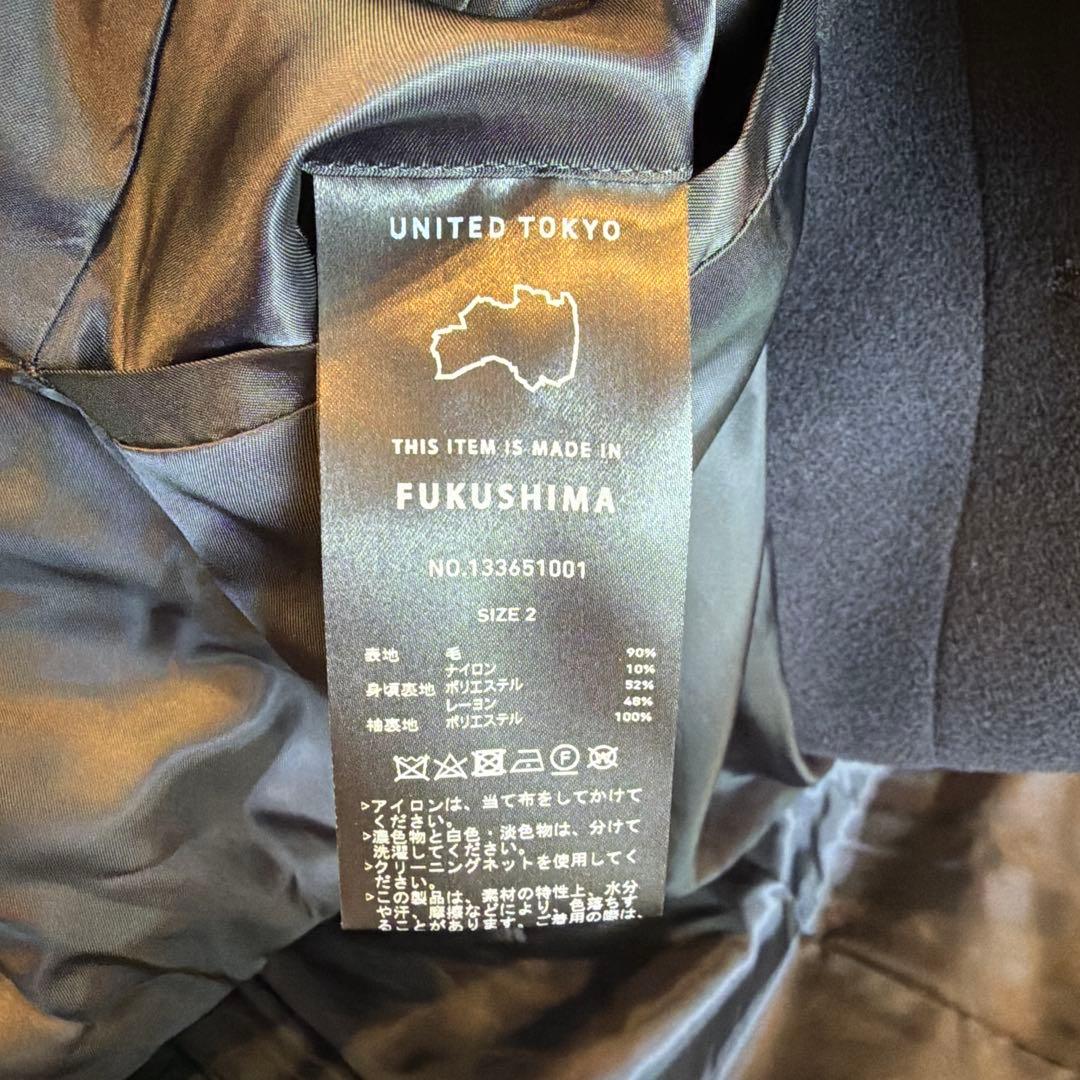 UNITED TOKYO
THIS ITEM IS MADE IN
FUKUSHIMA
NO.133651001
SIZE 2
表地 毛 90%
ナイロン 10%
身頃裏地 ポリエステル 52%
レーヨン 48%
袖裏地 ポリエステル 100%
F W
>アイロンは、当て布をしてかけて
ください。
>濃色物と白色・淡色物は、分けて
洗濯してください。
>クリーニングネットを使用してく
ださい。
>この製品は、素材の特性上、水分
や汗、摩擦などにより、色落ちす
ることがあります。ご着用の際は、